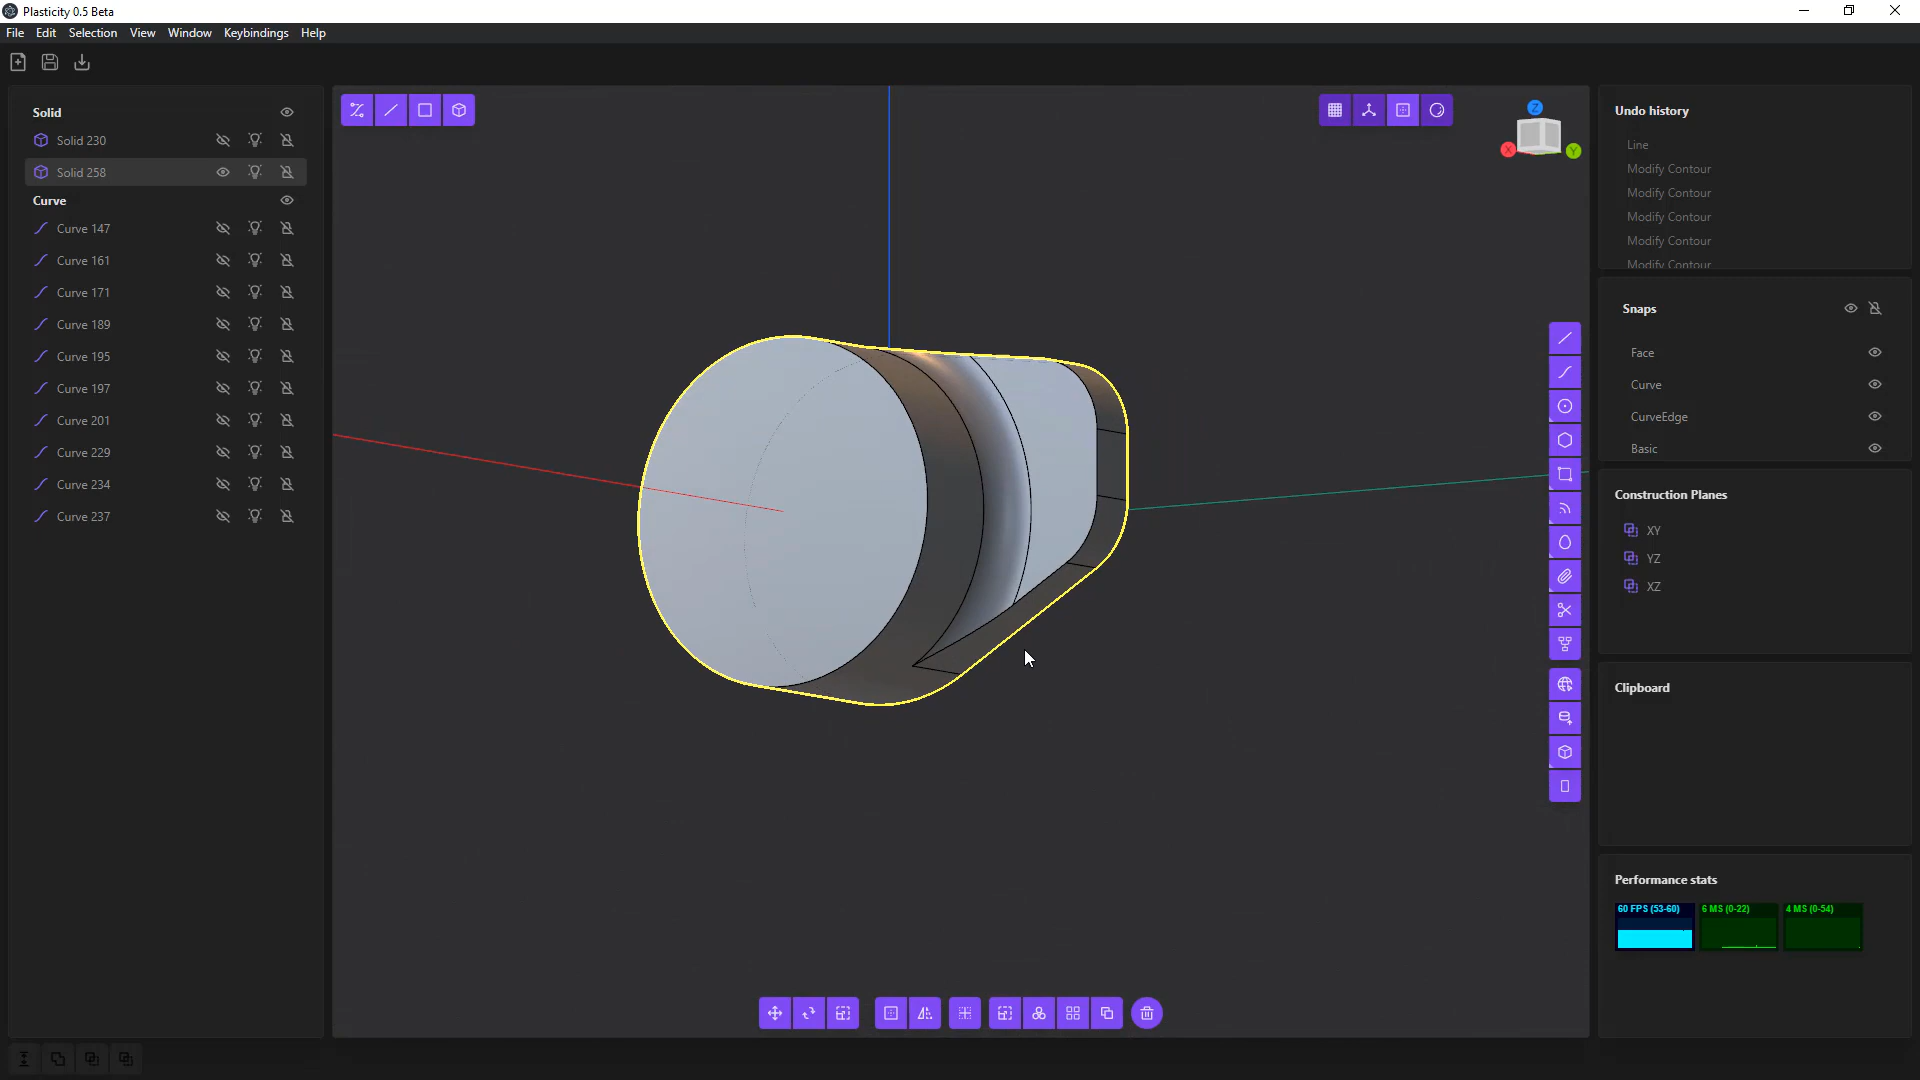 Plasticity 0.5 Beta
File Edit Selection View Window Keybindings Help
Solid
Solid 230
Solid 258
Curve
Curve 147
Curve 161
Curve 171
Curve 189
Curve 195
Curve 197
Curve 201
Curve 229
Curve 234
Curve 237
Z
X
Y
Undo history
Line
Modify Contour
Modify Contour
Modify Contour
Modify Contour
Modify Contour
Snaps
Face
Curve
CurveEdge
Basic
Construction Planes
XY
YZ
XZ
Clipboard
Performance stats
60 FPS (53-60) 6 MS (0-22) 4 MS (0-54)